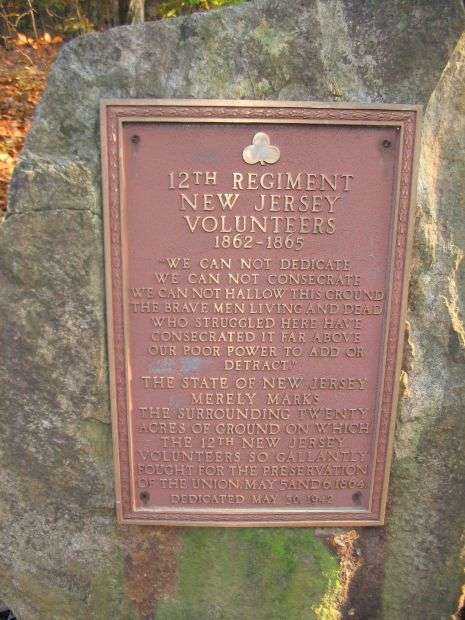 12TH REGIMENT
NEW JERSEY
VOLUNTEERS
1862-1865
"WE CAN NOT DEDICATE
WE CAN NOT CONSECRATE
WE CAN NOT HALLOW THIS GROUND
THE BRAVE MEN LIVING AND DEAD
WHO STRUGGLED HERE HAVE
CONSECRATED IT FAR ABOVE
OUR POOR POWER TO ADD OR
DETRACT"
THE STATE OF NEW JERSEY
MERELY MARKS
THE SURROUNDING TWENTY
ACRES OF GROUND ON WHICH
THE 12TH NEW JERSEY
VOLUNTEERS SO GALLANTLY
FOUGHT FOR THE PRESERVATION
OF THE UNION, MAY 5 AND 6, 1864
DEDICATED MAY 30, 1942